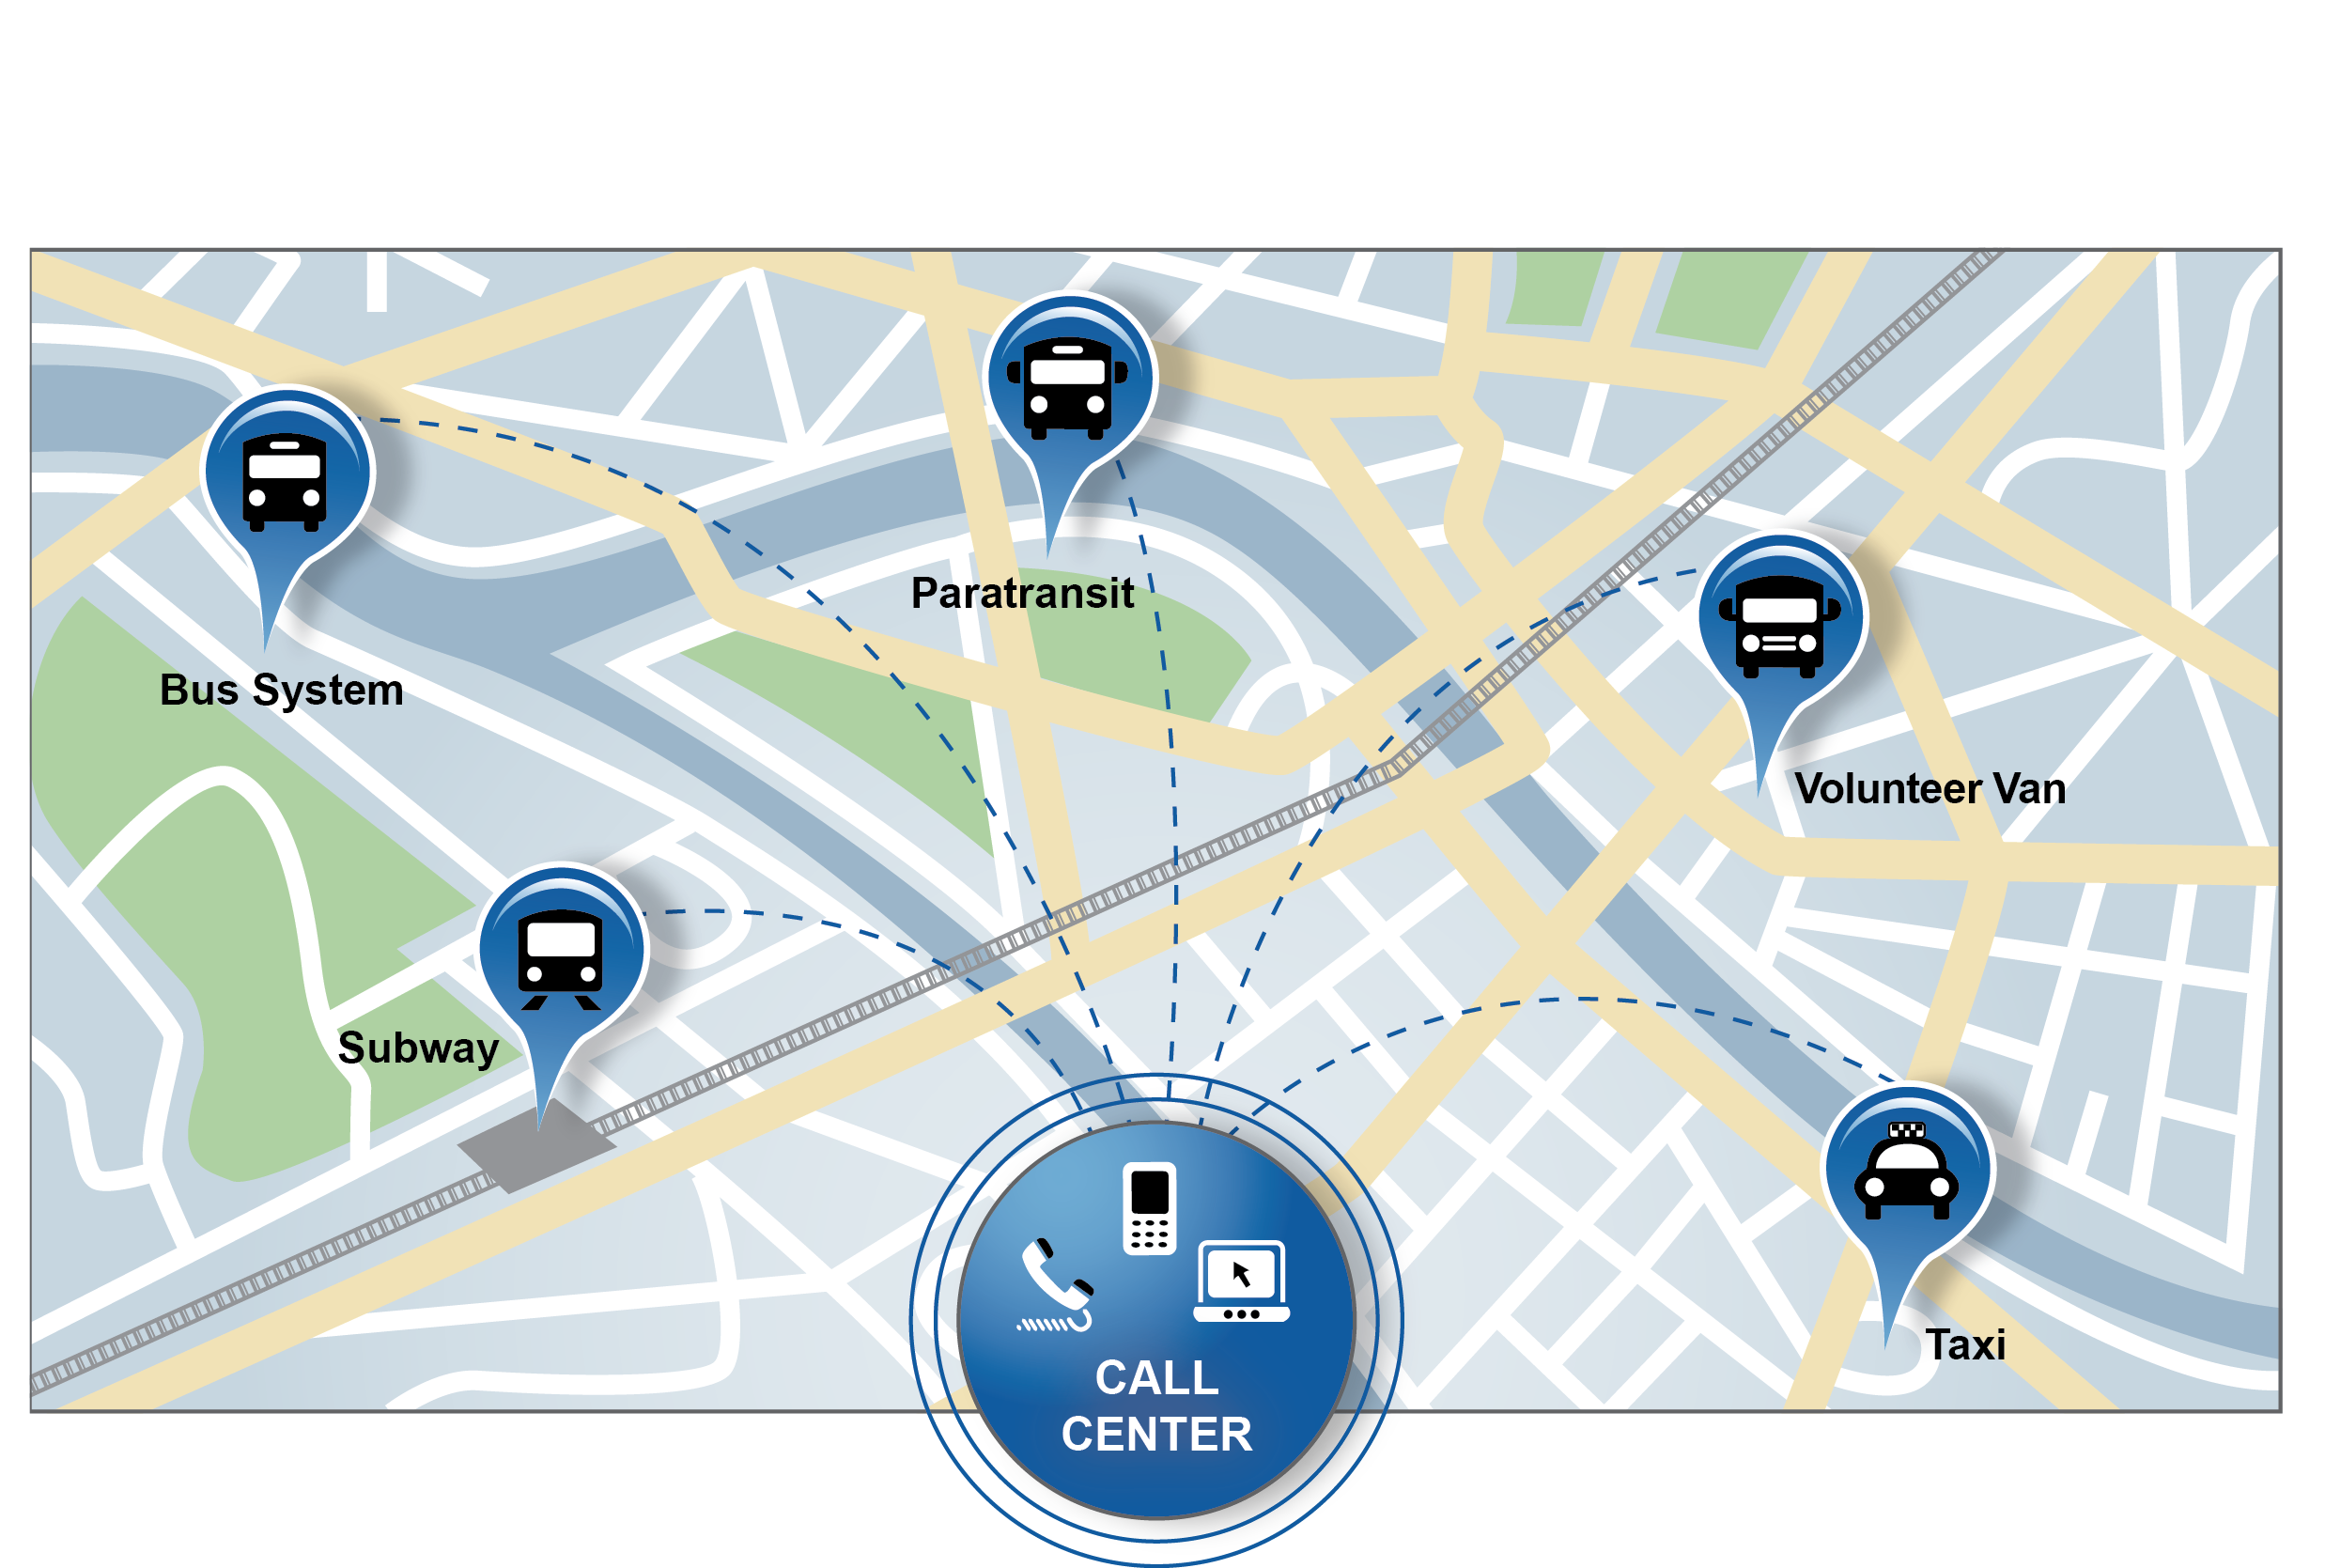 Paratransit
Bus System
Volunteer Van
Subway
Taxi
CALL
CENTER